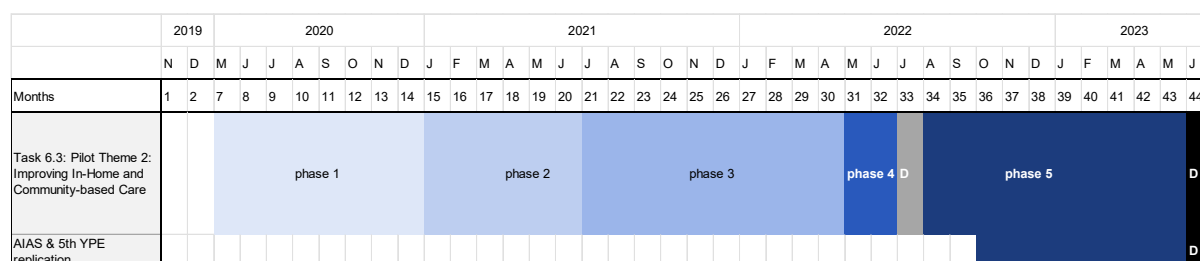 2019 2020 2021 2022 2023
N D M J J A S O N D J F M A M J J A S O N D J F M A M J J A S O N D J F M A M J
Months 1 2 7 8 9 10 11 12 13 14 15 16 17 18 19 20 21 22 23 24 25 26 27 28 29 30 31 32 33 34 35 36 37 38 39 40 41 42 43 44
Task 6.3: Pilot Theme 2:
Improving In-Home and
Community-based Care
phase 1 phase 2 phase 3 phase 4 D phase 5 D
AIAS & 5th YPE
replication
D